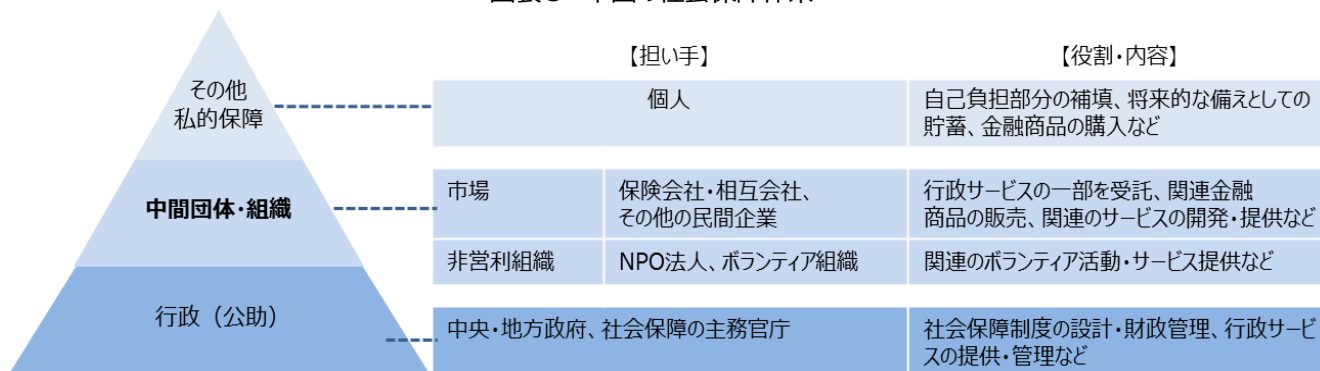 【担い手】
【役割・内容】
その他
私的保障
個人
自己負担部分の補填、将来的な備えとしての
貯蓄、金融商品の購入など
中間団体・組織
市場
保険会社・相互会社、
その他の民間企業
行政サービスの一部を受託、関連金融
商品の販売、関連のサービスの開発・提供など
非営利組織
NPO法人、ボランティア組織
関連のボランティア活動・サービス提供など
行政（公助）
中央・地方政府、社会保障の主務官庁
社会保障制度の設計・財政管理、行政サービ
スの提供・管理など